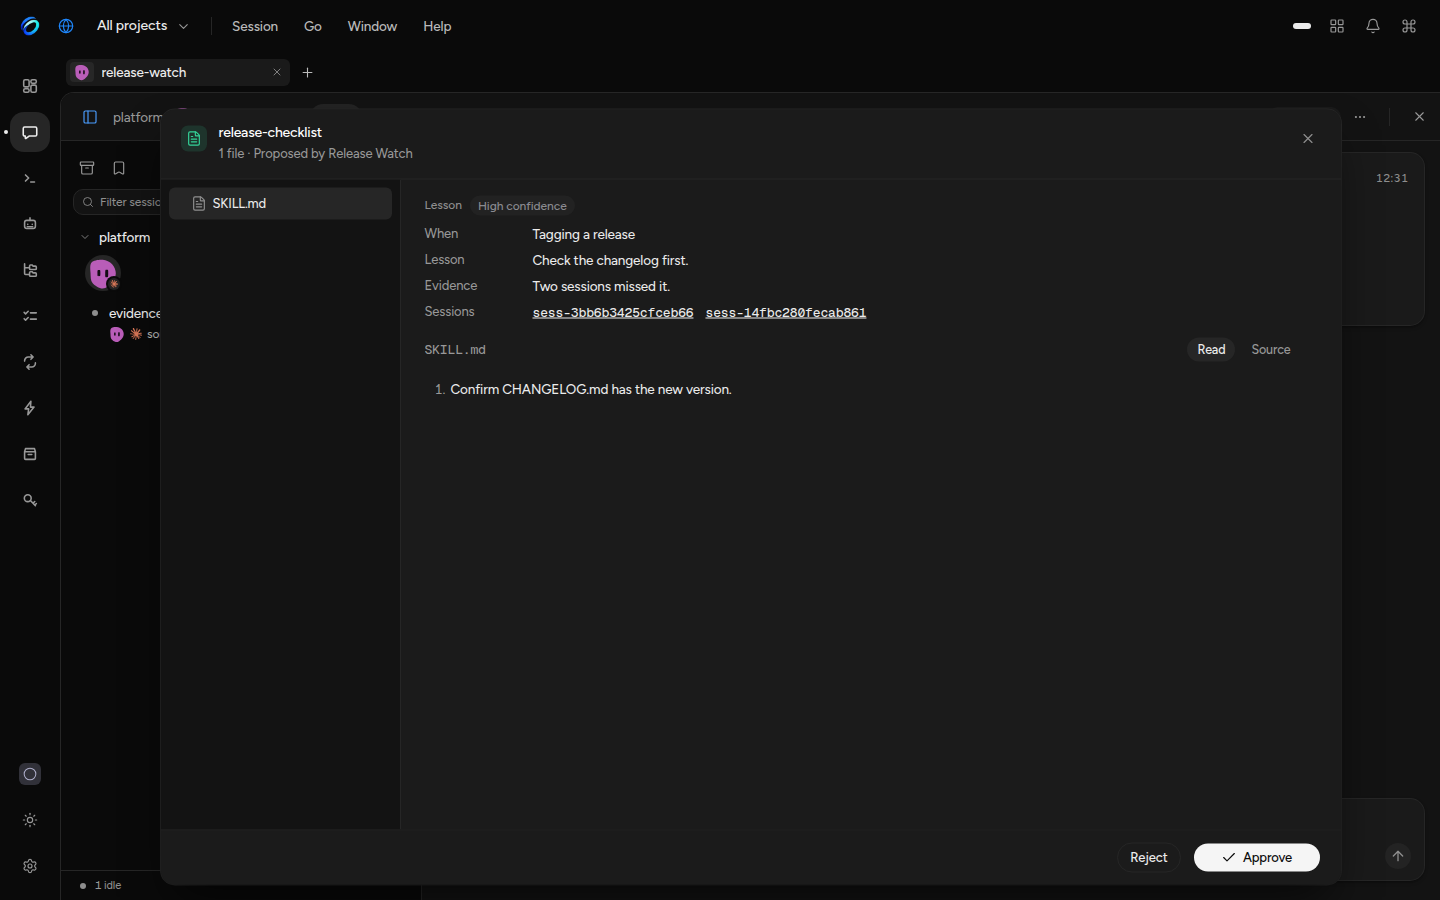 All projects
Session
Go
Window
Help
release-watch
platform
12:31
Filter sessic
platform
evidence
so
1 idle
release-checklist
1 file · Proposed by Release Watch
SKILL.md
Lesson High confidence
When Tagging a release
Lesson Check the changelog first.
Evidence Two sessions missed it.
Sessions sess-3bb6b3425cfceb66 sess-14fbc280fecab861
SKILL.md
Read
Source
1. Confirm CHANGELOG.md has the new version.
Reject
Approve